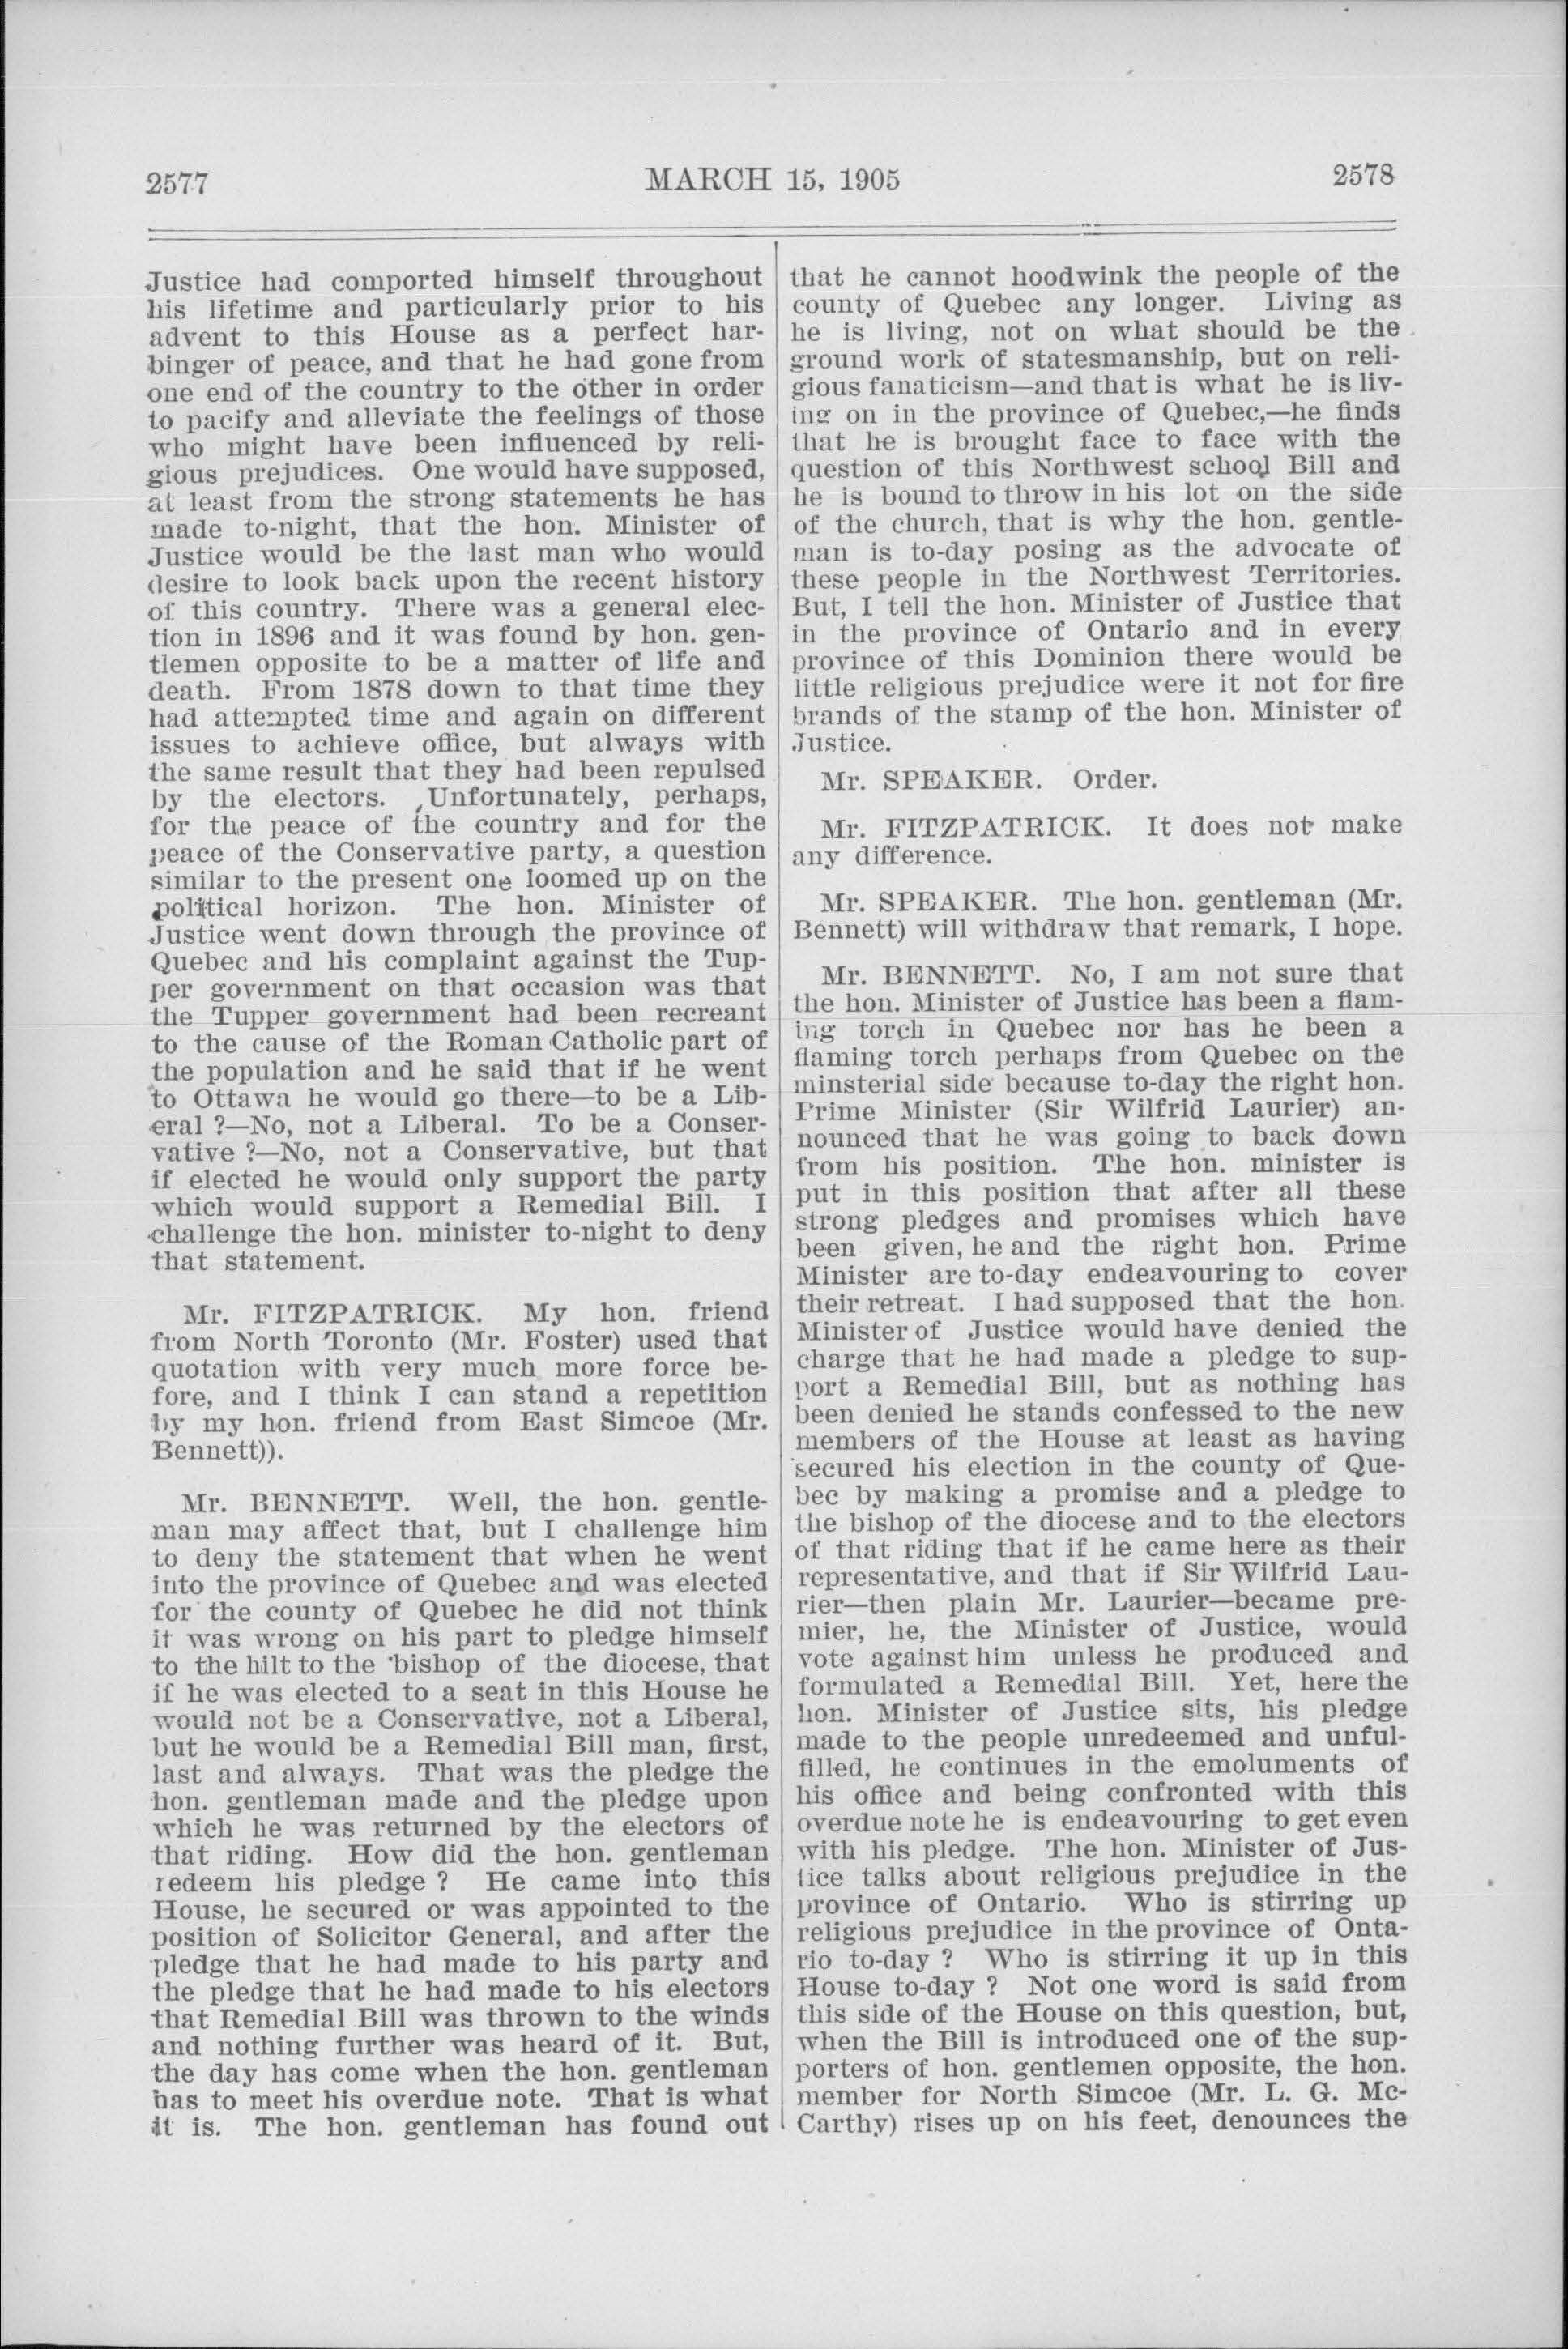 2577
MARCH 15, 1905
2578
Justice had comported himself throughout
his lifetime and particularly prior to his
advent to this House as a perfect har-
binger of peace, and that he had gone from
one end of the country to the other in order
to pacify and alleviate the feelings of those
who might have been influenced by reli-
gious prejudices. One would have supposed,
at least from the strong statements he has
made to-night, that the hon. Minister of
Justice would be the last man who would
desire to look back upon the recent history
of this country. There was a general elec-
tion in 1896 and it was found by hon. gen-
tlemen opposite to be a matter of life and
death. From 1878 down to that time they
had attempted time and again on different
issues to achieve office, but always with
the same result that they had been repulsed
by the electors. Unfortunately, perhaps,
for the peace of the country and for the
peace of the Conservative party, a question
similar to the present one loomed up on the
political horizon. The hon. Minister of
Justice went down through the province of
Quebec and his complaint against the Tup-
per government on that occasion was that
the Tupper government had been recreant
to the cause of the Roman Catholic part of
the population and he said that if he went
to Ottawa he would go there—to be a Lib-
eral ?—No, not a Liberal. To be a Conser-
vative ?—No, not a Conservative, but that
if elected he would only support the party
which would support a Remedial Bill. I
challenge the hon. minister to-night to deny
that statement.
Mr. FITZPATRICK. My hon. friend
from North Toronto (Mr. Foster) used that
quotation with very much more force be-
fore, and I think I can stand a repetition
by my hon. friend from East Simcoe (Mr.
Bennett)).
Mr. BENNETT. Well, the hon. gentle-
man may affect that, but I challenge him
to deny the statement that when he went
into the province of Quebec and was elected
for the county of Quebec he did not think
it was wrong on his part to pledge himself
to the hilt to the bishop of the diocese, that
if he was elected to a seat in this House he
would not be a Conservative, not a Liberal,
but he would be a Remedial Bill man, first,
last and always. That was the pledge the
hon. gentleman made and the pledge upon
which he was returned by the electors of
that riding. How did the hon. gentleman
redeem his pledge ? He came into this
House, he secured or was appointed to the
position of Solicitor General, and after the
pledge that he had made to his party and
the pledge that he had made to his electors
that Remedial Bill was thrown to the winds
and nothing further was heard of it. But,
the day has come when the hon. gentleman
has to meet his overdue note. That is what
it is. The hon. gentleman has found out
that he cannot hoodwink the people of the
county of Quebec any longer. Living as
he is living, not on what should be the
ground work of statesmanship, but on reli-
gious fanaticism—and that is what he is liv-
ing on in the province of Quebec,—he finds
that he is brought face to face with the
question of this Northwest school Bill and
he is bound to throw in his lot on the side
of the church, that is why the hon. gentle-
man is to-day posing as the advocate of
these people in the Northwest Territories.
But, I tell the hon. Minister of Justice that
in the province of Ontario and in every
province of this Dominion there would be
little religious prejudice were it not for fire
brands of the stamp of the hon. Minister of
Justice.
Mr. SPEAKER. Order.
Mr. FITZPATRICK. It does not make
any difference.
Mr. SPEAKER. The hon. gentleman (Mr.
Bennett) will withdraw that remark, I hope.
Mr. BENNETT. No, I am not sure that
the hon. Minister of Justice has been a flam-
ing torch in Quebec nor has he been a
flaming torch perhaps from Quebec on the
minsterial side because to-day the right hon.
Prime Minister (Sir Wilfrid Laurier) an-
nounced that he was going to back down
from his position. The hon. minister is
put in this position that after all these
strong pledges and promises which have
been given, he and the right hon. Prime
Minister are to-day endeavouring to cover
their retreat. I had supposed that the hon.
Minister of Justice would have denied the
charge that he had made a pledge to sup-
port a Remedial Bill, but as nothing has
been denied he stands confessed to the new
members of the House at least as having
secured his election in the county of Que-
bec by making a promise and a pledge to
the bishop of the diocese and to the electors
of that riding that if he came here as their
representative, and that if Sir Wilfrid Lau-
rier—then plain Mr. Laurier—became pre-
mier, he, the Minister of Justice, would
vote against him unless he produced and
formulated a Remedial Bill. Yet, here the
hon. Minister of Justice sits, his pledge
made to the people unredeemed and unful-
filled, he continues in the emoluments of
his office and being confronted with this
overdue note he is endeavouring to get even
with his pledge. The hon. Minister of Jus-
tice talks about religious prejudice in the
province of Ontario. Who is stirring up
religious prejudice in the province of Onta-
rio to-day ? Who is stirring it up in this
House to-day ? Not one word is said from
this side of the House on this question, but,
when the Bill is introduced one of the sup-
porters of hon. gentlemen opposite, the hon.
member for North Simcoe (Mr. L. G. Mc-
Carthy) rises up on his feet, denounces the